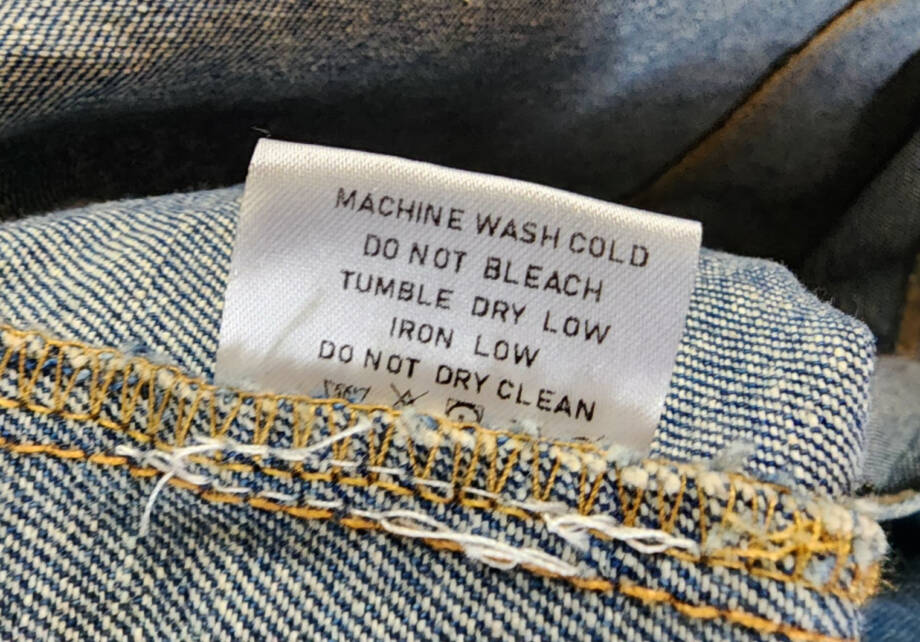 MACHINE WASH COLD
DO NOT BLEACH
TUMBLE DRY LOW
IRON LOW
DO NOT DRY CLEAN